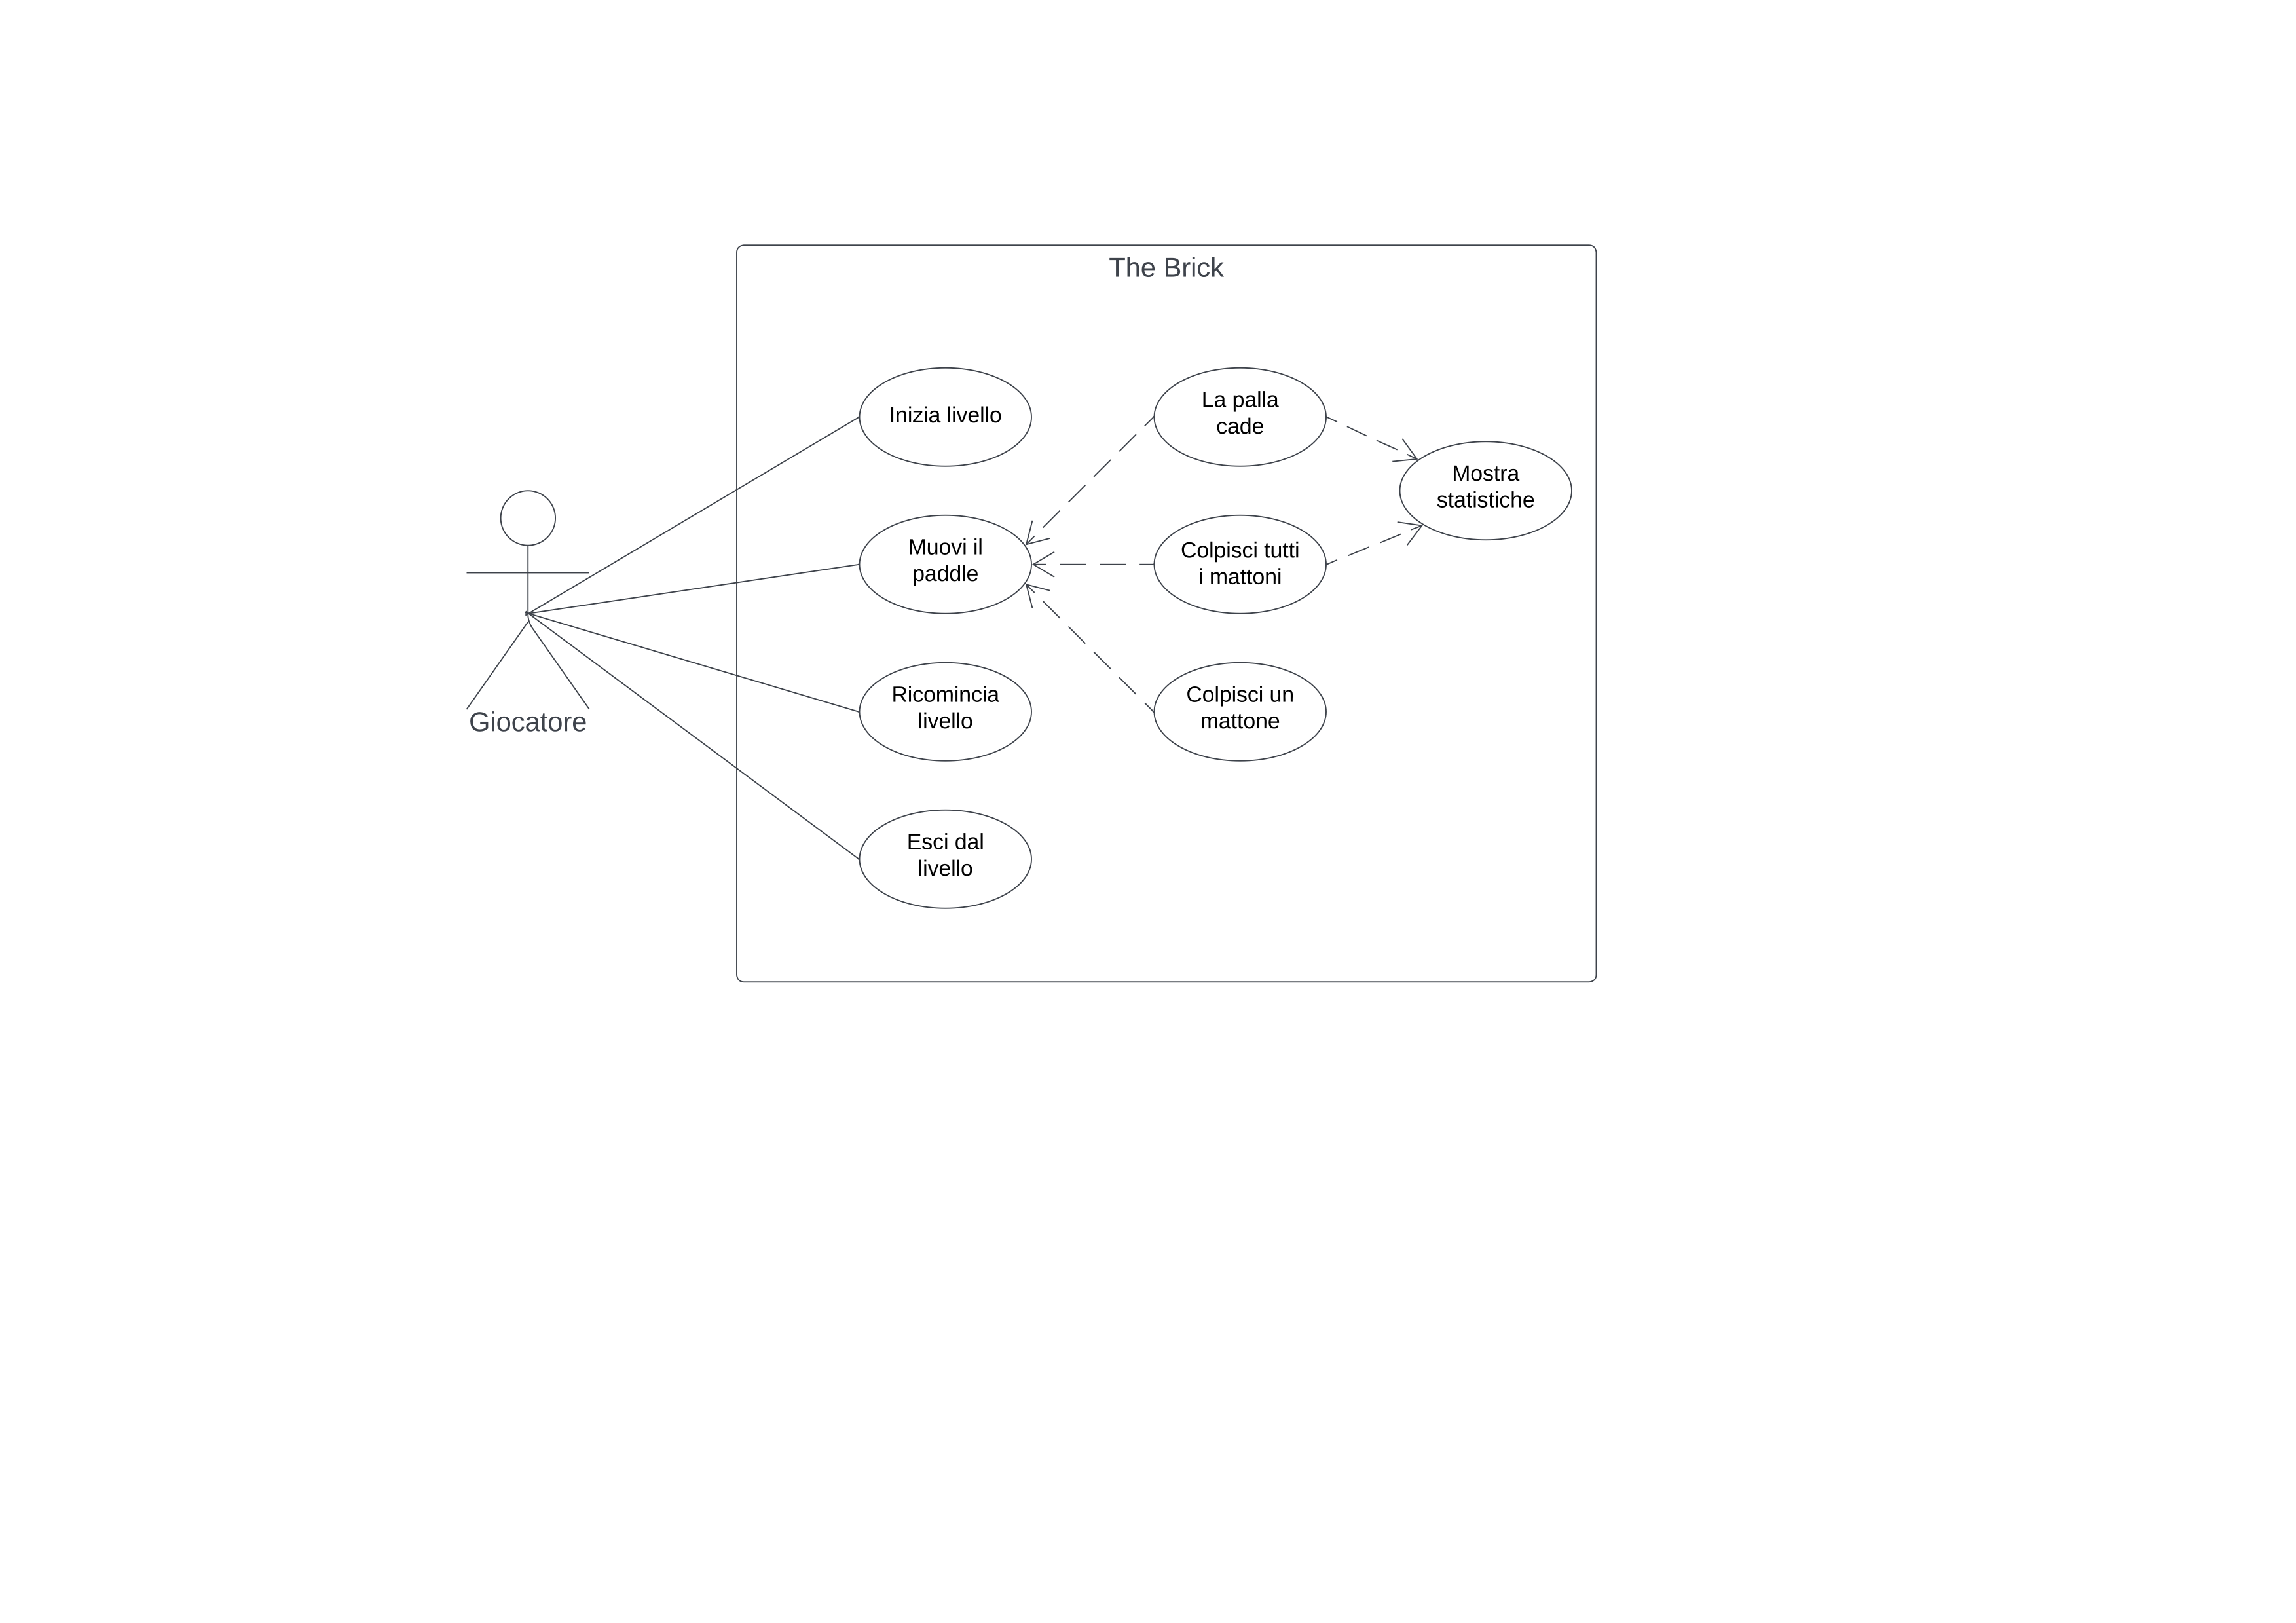 The Brick
Inizia livello
La palla
cade
Mostra
statistiche
Muovi il
paddle
Colpisci tutti
i mattoni
Ricomincia
livello
Colpisci un
mattone
Giocatore
Esci dal
livello